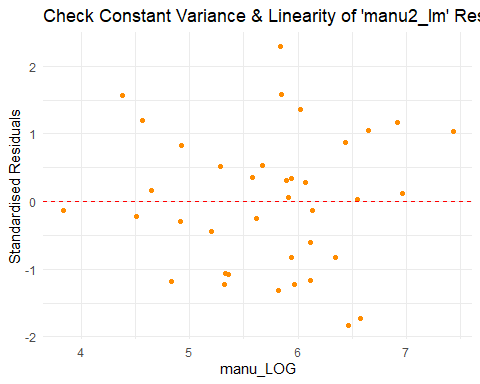 Check Constant Variance & Linearity of 'manu2_lm' Res
2
1
0
-1
-2
Standardised Residuals
4 5 6 7
manu_LOG